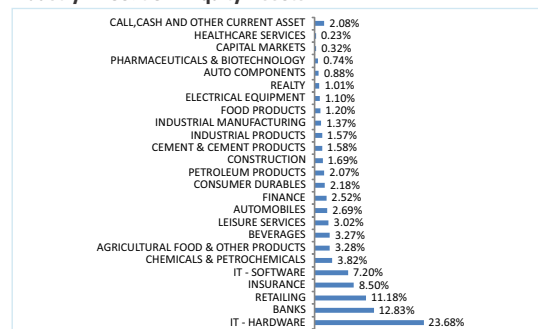 CALL,CASH AND OTHER CURRENT ASSET 2.08%
HEALTHCARE SERVICES 0.23%
CAPITAL MARKETS 0.32%
PHARMACEUTICALS & BIOTECHNOLOGY 0.74%
AUTO COMPONENTS 0.88%
REALTY 1.01%
ELECTRICAL EQUIPMENT 1.10%
FOOD PRODUCTS 1.20%
INDUSTRIAL MANUFACTURING 1.37%
INDUSTRIAL PRODUCTS 1.57%
CEMENT & CEMENT PRODUCTS 1.58%
CONSTRUCTION 1.69%
PETROLEUM PRODUCTS 2.07%
CONSUMER DURABLES 2.18%
FINANCE 2.52%
AUTOMOBILES 2.69%
LEISURE SERVICES 3.02%
BEVERAGES 3.27%
AGRICULTURAL FOOD & OTHER PRODUCTS 3.28%
CHEMICALS & PETROCHEMICALS 3.82%
IT - SOFTWARE 7.20%
INSURANCE 8.50%
RETAILING 11.18%
BANKS 12.83%
IT - HARDWARE 23.68%